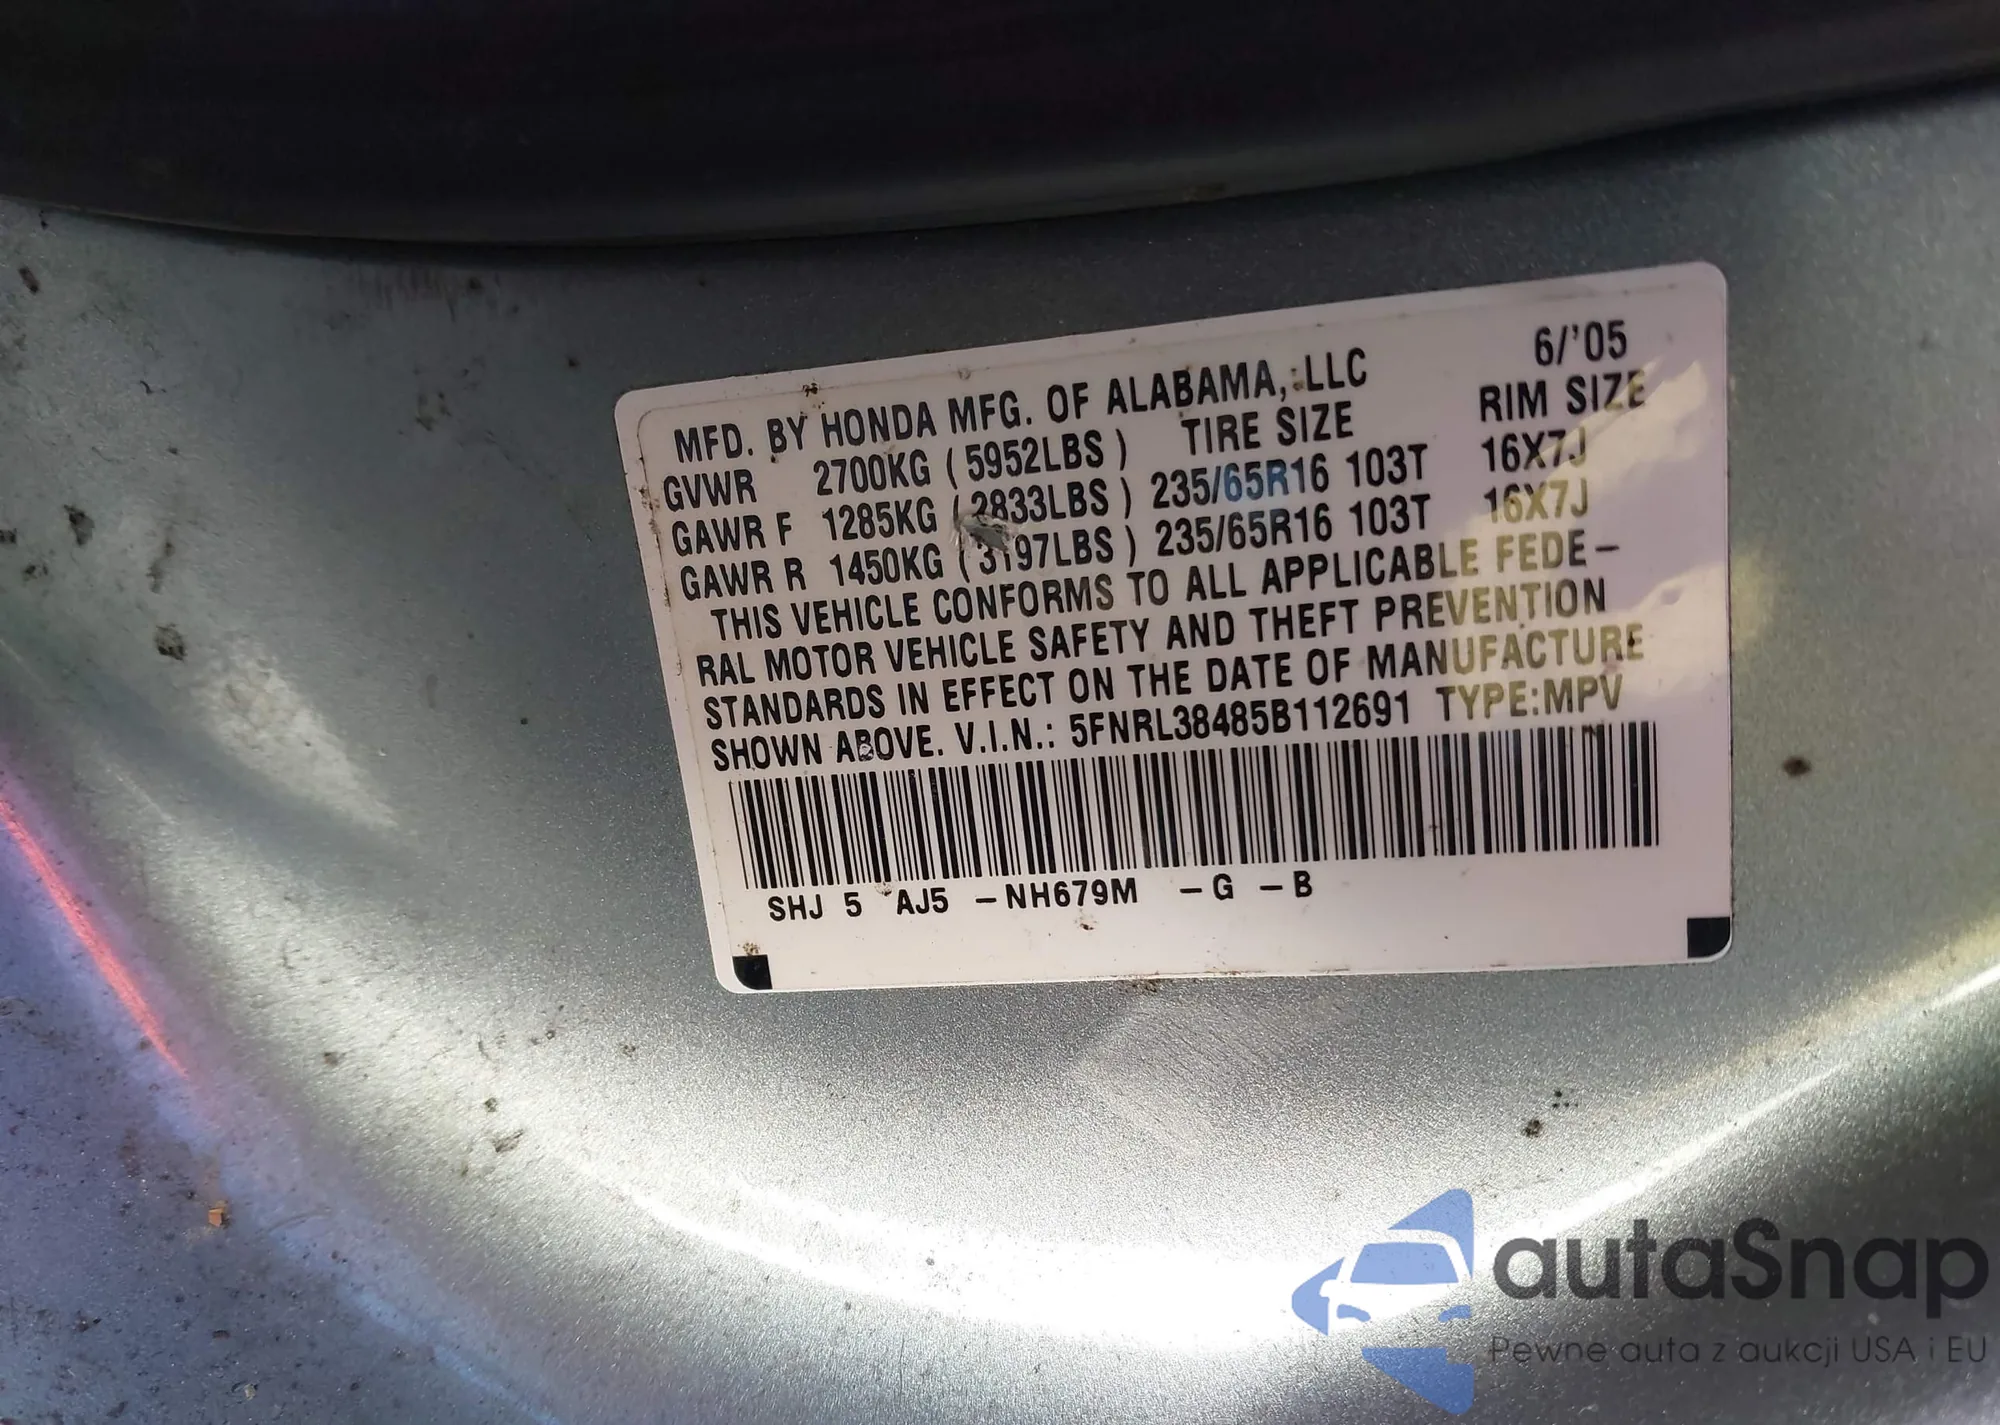 6/'05
MFD. BY HONDA MFG. OF ALABAMA, LLC
TIRE SIZE RIM SIZE
GVWR 2700KG (5952LBS)
GAWR F 1285KG (2833LBS) 235/65R16 103T 16X7J
GAWR R 1450KG (3197LBS) 235/65R16 103T 16X7J
THIS VEHICLE CONFORMS TO ALL APPLICABLE FEDE-
RAL MOTOR VEHICLE SAFETY AND THEFT PREVENTION
STANDARDS IN EFFECT ON THE DATE OF MANUFACTURE
SHOWN ABOVE. V.I.N.: 5FNRL38485B112691 TYPE:MPV
SHJ 5 AJ5 -NH679M -G -B
autaSnap
Pewne auta z aukcji USA i EU